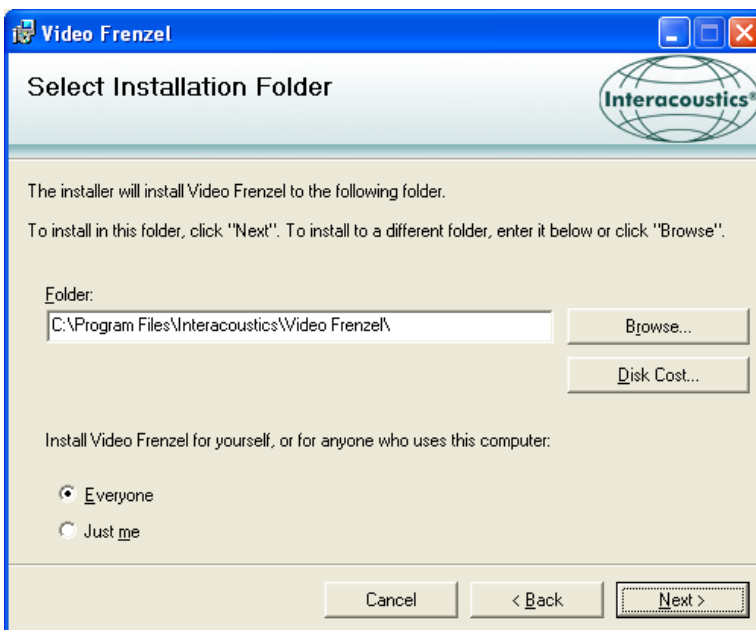 Video Frenzel
Select Installation Folder
Interacoustics®
The installer will install Video Frenzel to the following folder.
To install in this folder, click "Next". To install to a different folder, enter it below or click "Browse".
Folder:
C:\Program Files\Interacoustics\Video Frenzel\
Browse...
Disk Cost...
Install Video Frenzel for yourself, or for anyone who uses this computer:
Everyone
Just me
Cancel
< Back
Next >